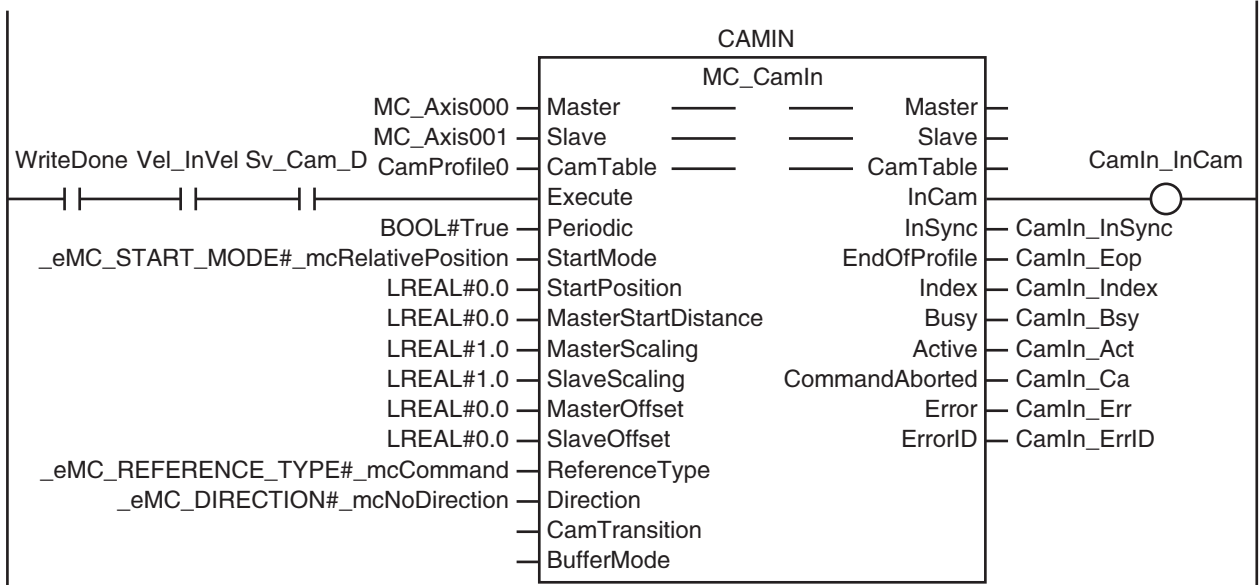 CAMIN
MC_CamIn
MC_Axis000 Master Master
MC_Axis001 Slave Slave
WriteDone Vel_InVel Sv_Cam_D CamProfile0 CamTable CamTable CamIn_InCam
Execute InCam
BOOL#True Periodic InSync CamIn_InSync
_eMC_START_MODE#_mcRelativePosition StartMode EndOfProfile CamIn_Eop
LREAL#0.0 StartPosition Index CamIn_Index
LREAL#0.0 MasterStartDistance Busy CamIn_Bsy
LREAL#1.0 MasterScaling Active CamIn_Act
LREAL#1.0 SlaveScaling CommandAborted CamIn_Ca
LREAL#0.0 MasterOffset Error CamIn_Err
LREAL#0.0 SlaveOffset ErrorID CamIn_ErrID
_eMC_REFERENCE_TYPE#_mcCommand ReferenceType
_eMC_DIRECTION#_mcNoDirection Direction
CamTransition
BufferMode